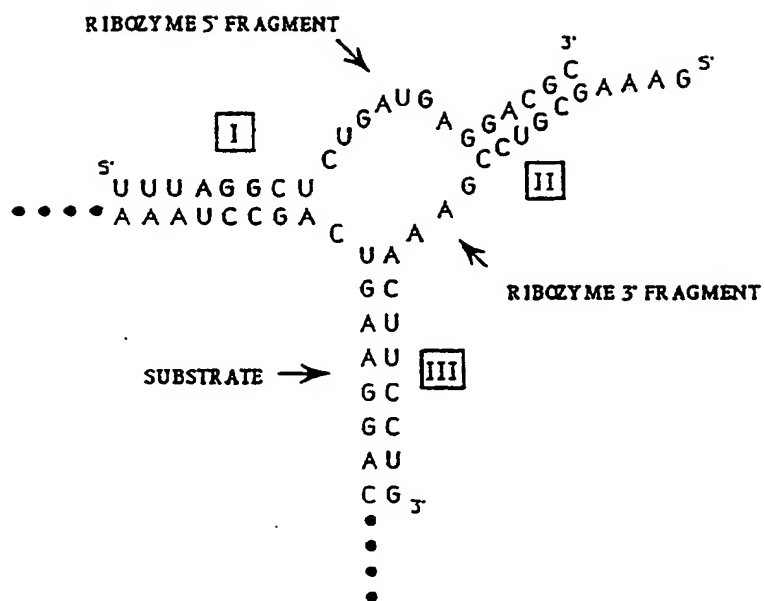 RIBOZYME 5' FRAGMENT
3'
5'
CUGAUGAGGACGC
GCCUGCGAAAG
I
II
5'
UUUAGGCU
AAAUCCGA
C
A A
UA
GC
AU
AU
GC
GC
AU
CG
3'
RIBOZYME 3' FRAGMENT
SUBSTRATE
III